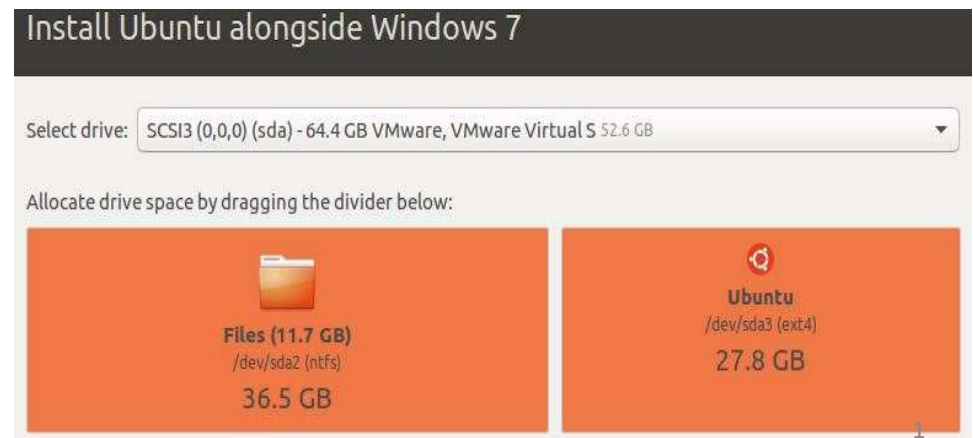 Install Ubuntu alongside Windows 7
Select drive: SCSI3 (0,0,0) (sda) - 64.4 GB VMware, VMware Virtual S 52.6 GB
Allocate drive space by dragging the divider below:
Files (11.7 GB)
/dev/sda2 (ntfs)
36.5 GB
Ubuntu
/dev/sda3 (ext4)
27.8 GB
1